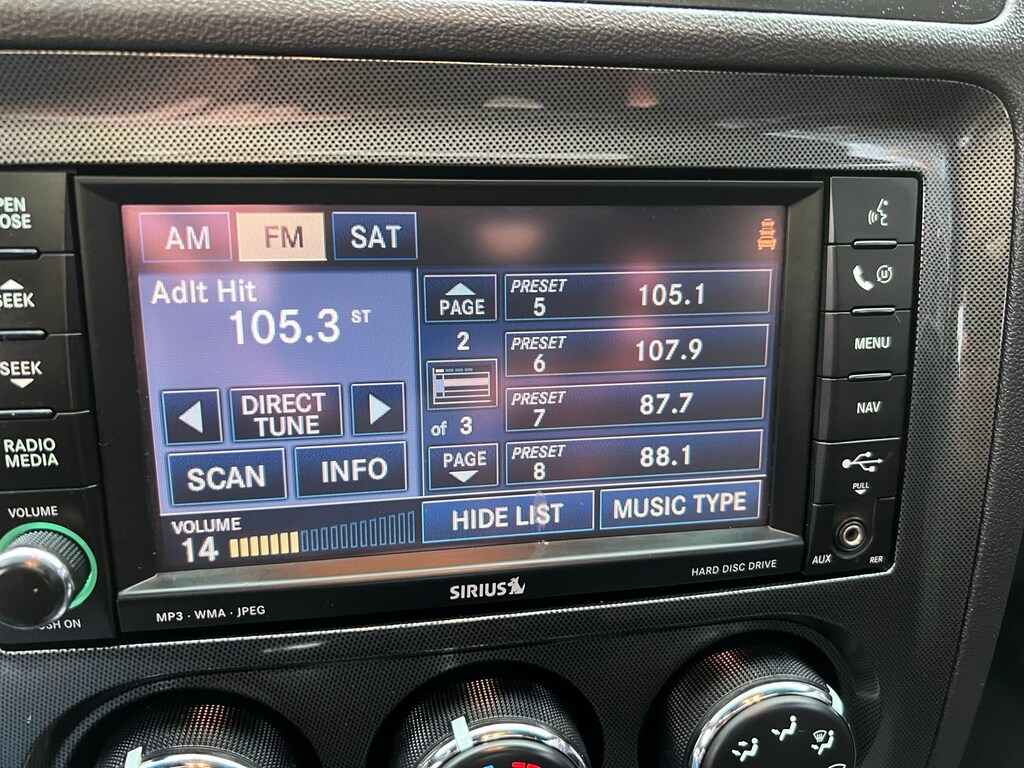 PEN
OSE
SEEK
SEEK
RADIO
MEDIA
VOLUME
PUSH ON
AM FM SAT
Adlt Hit
105.3 ST
DIRECT
TUNE
SCAN INFO
VOLUME
14
PAGE
2
of 3
PAGE
PRESET 5 105.1
PRESET 6 107.9
PRESET 7 87.7
PRESET 8 88.1
HIDE LIST MUSIC TYPE
MP3 · WMA · JPEG
SIRIUS
HARD DISC DRIVE
U
MENU
NAV
PULL
AUX RER